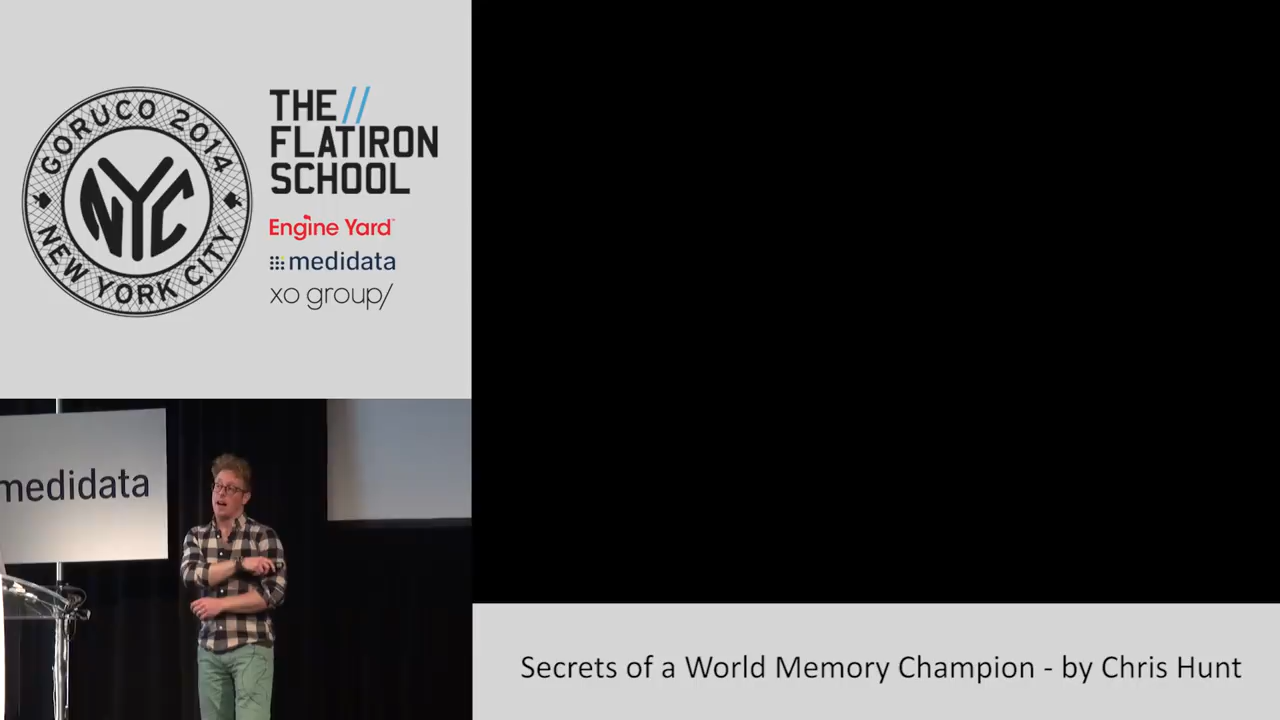 GORUCO 2014
NYC
NEW YORK CITY
THE //
FLATIRON
SCHOOL
Engine Yard
medidata
xo group/
medidata
Secrets of a World Memory Champion - by Chris Hunt